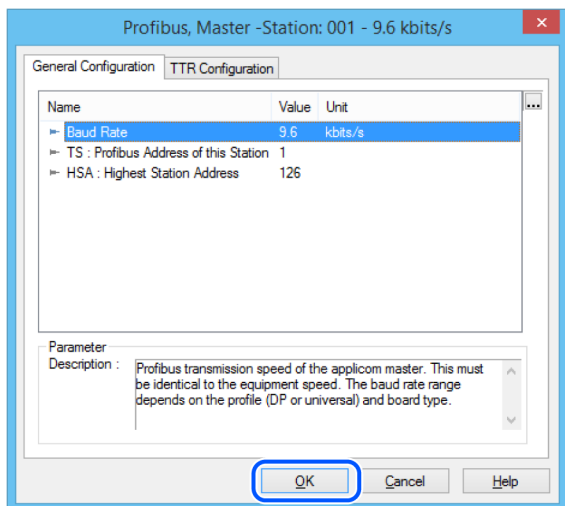 Profibus, Master -Station: 001 - 9.6 kbits/s
General Configuration TTR Configuration
Name Value Unit
Baud Rate 9.6 kbits/s
TS : Profibus Address of this Station 1
HSA : Highest Station Address 126
Parameter
Description : Profibus transmission speed of the applicom master. This must
be identical to the equipment speed. The baud rate range
depends on the profile (DP or universal) and board type.
OK Cancel Help